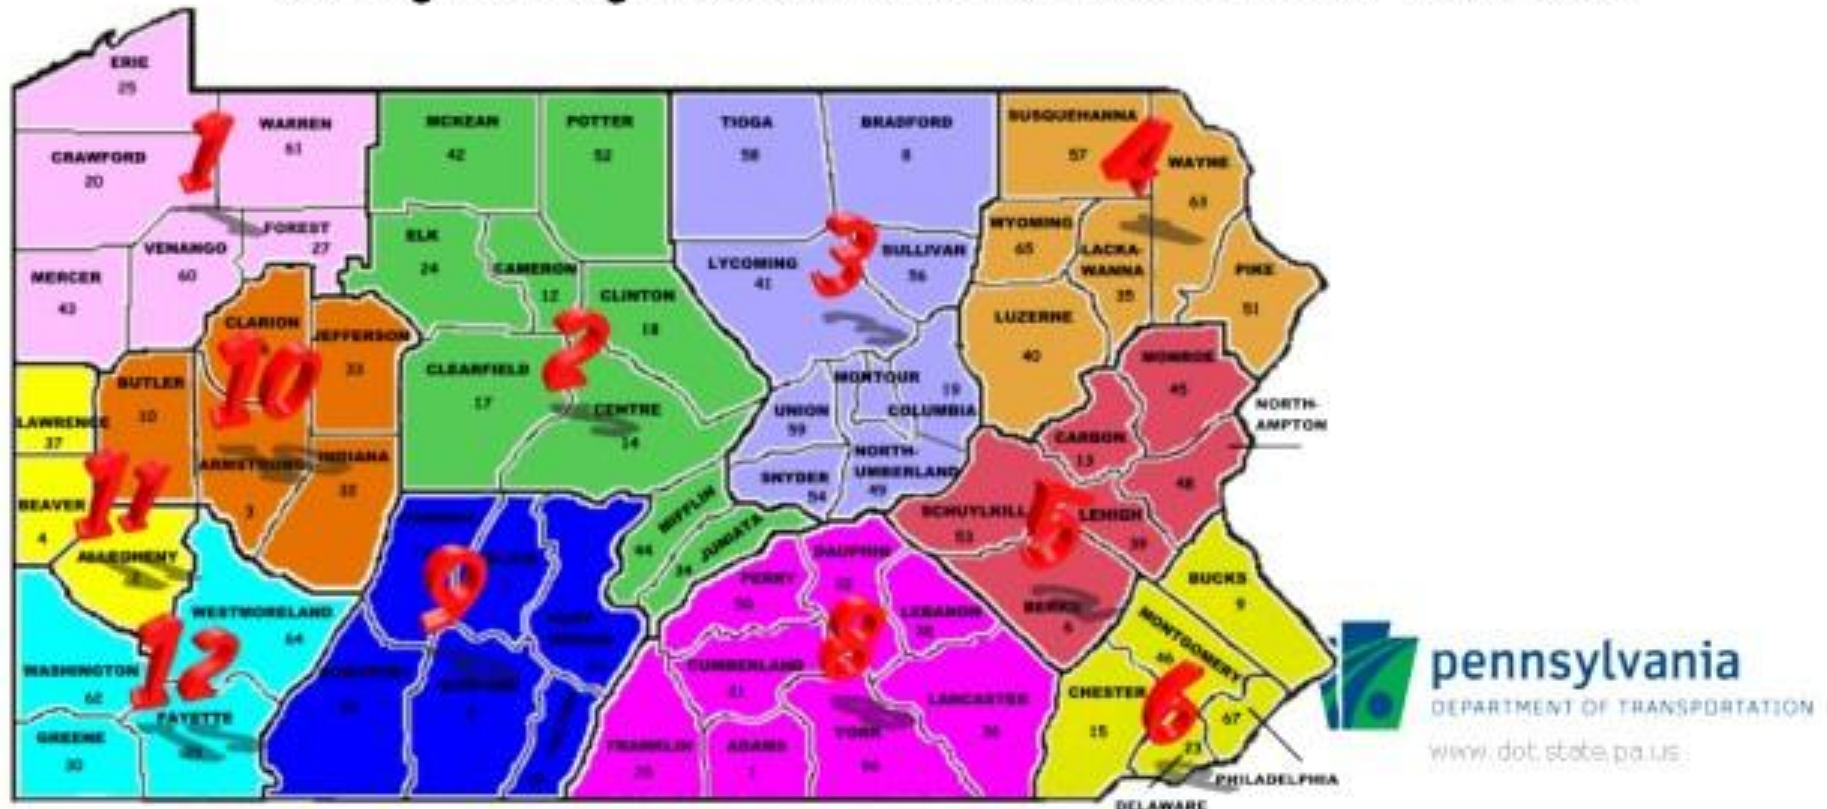 ERIE
25
WARREN
61
CRAWFORD
20
1
FOREST
27
VENANGO
60
MERCER
43
MCKEAN
42
POTTER
52
ELK
24
CAMERON
12
CLINTON
18
2
CLEARFIELD
17
CENTRE
14
MIFFLIN
44
JUNIATA
34
TIOGA
58
BRADFORD
8
3
LYCOMING
41
SULLIVAN
56
MONTOUR
19
COLUMBIA
UNION
59
SNYDER
54
NORTH-
UMBERLAND
49
SUSQUEHANNA
57
4
WAYNE
63
WYOMING
65
LACKA-
WANNA
35
PIKE
51
LUZERNE
40
MONROE
45
NORTH-
AMPTON
CARBON
13
48
SCHUYLKILL
53
5
LEHIGH
39
BERKS
6
BUCKS
9
MONTGOMERY
46
6
CHESTER
15
67
23
PHILADELPHIA
DELAWARE
DAUPHIN
PERRY
8
LEBANON
CUMBERLAND
21
LANCASTER
36
YORK
FRANKLIN
ADAMS
1
9
CLARION
JEFFERSON
33
10
BUTLER
10
ARMSTRONG
3
INDIANA
32
LAWRENCE
37
11
BEAVER
4
ALLEGHENY
WESTMORELAND
64
12
WASHINGTON
62
FAYETTE
GREENE
30
pennsylvania
DEPARTMENT OF TRANSPORTATION
www.dot.state.pa.us